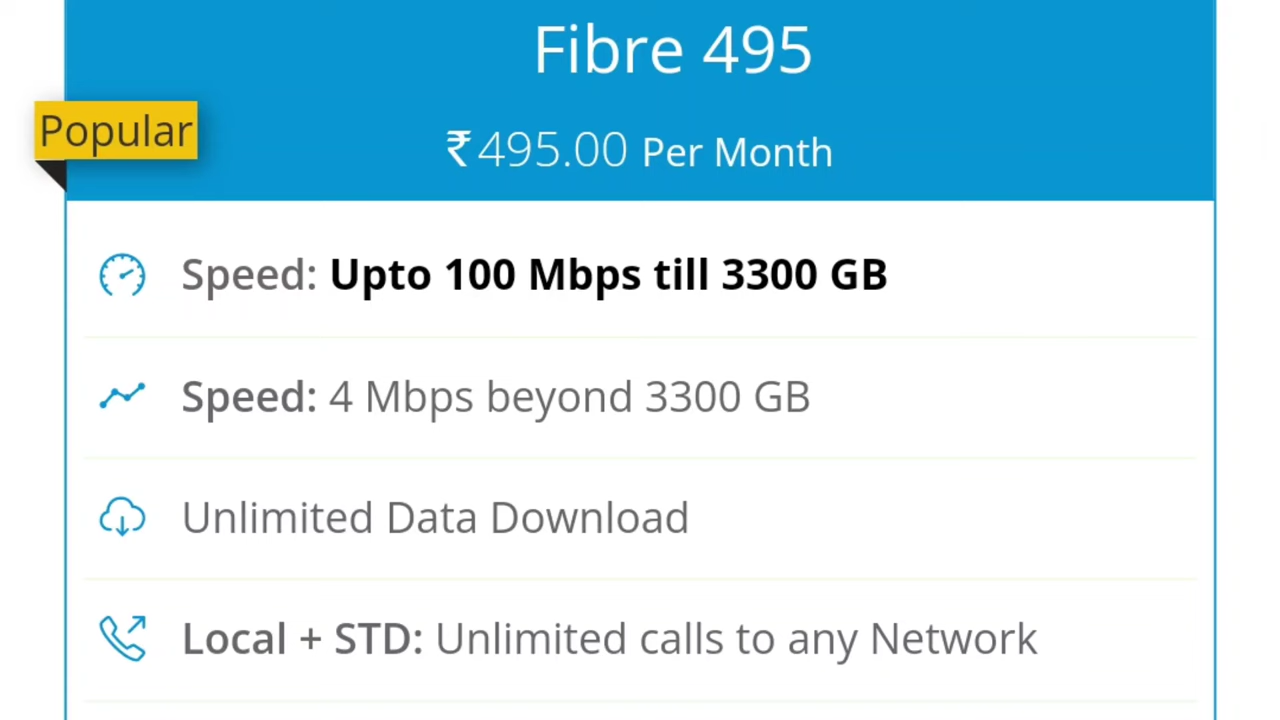 Fibre 495
Popular
₹495.00 Per Month
Speed: Upto 100 Mbps till 3300 GB
Speed: 4 Mbps beyond 3300 GB
Unlimited Data Download
Local + STD: Unlimited calls to any Network